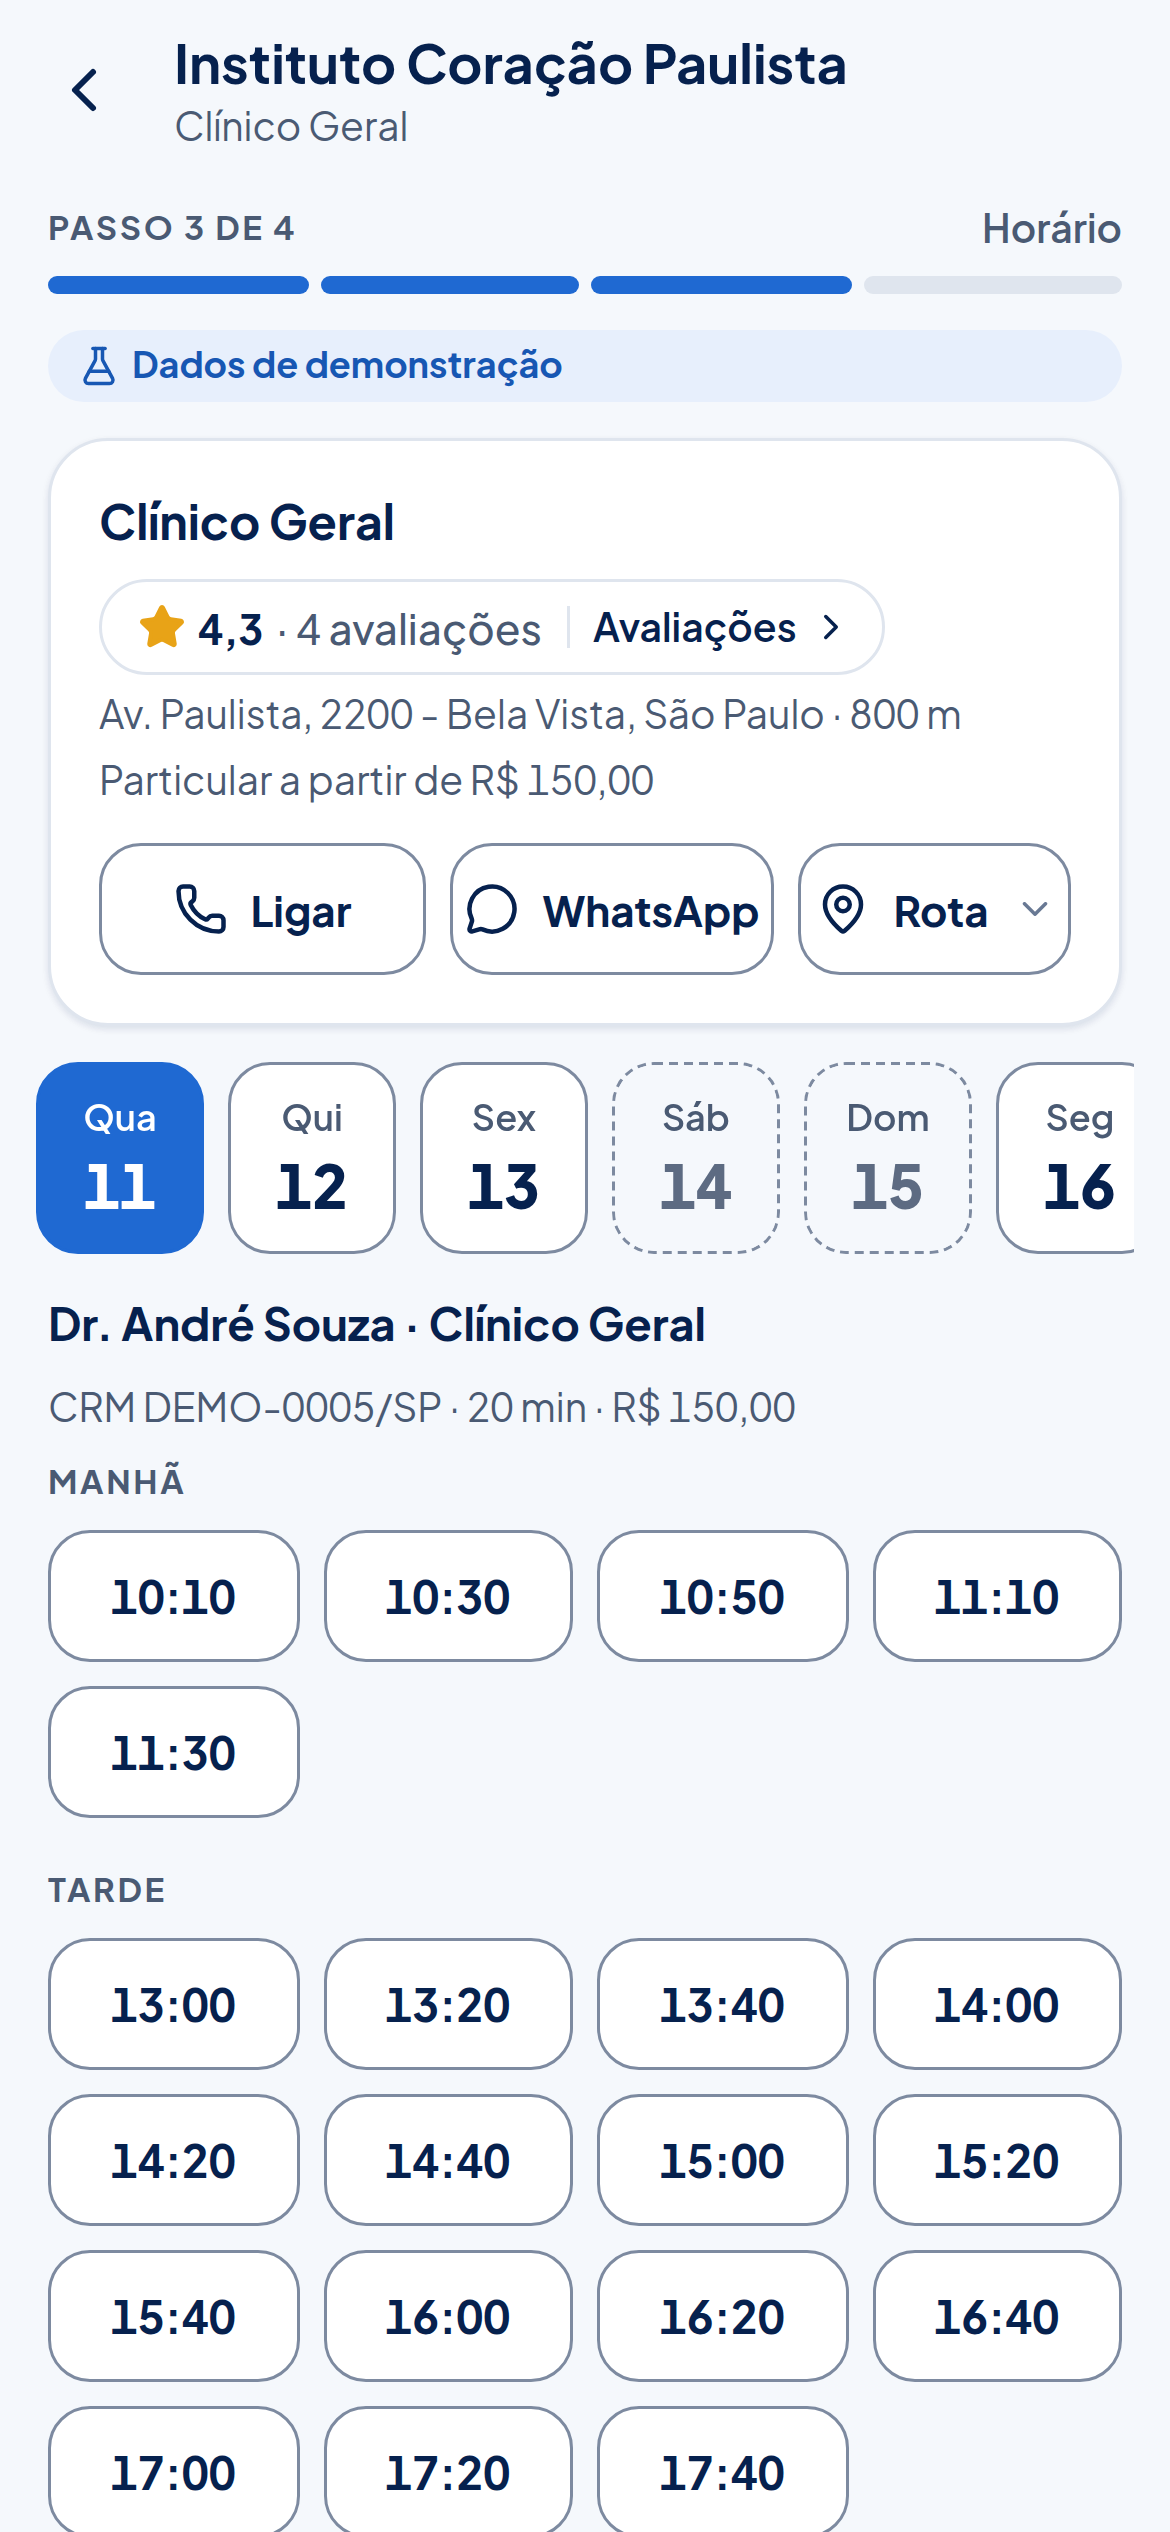 Instituto Coração Paulista
Clínico Geral
PASSO 3 DE 4 Horário
Dados de demonstração
Clínico Geral
4,3 · 4 avaliações Avaliações
Av. Paulista, 2200 - Bela Vista, São Paulo · 800 m
Particular a partir de R$ 150,00
Ligar WhatsApp Rota
Qua Qui Sex Sáb Dom Seg
11 12 13 14 15 16
Dr. André Souza · Clínico Geral
CRM DEMO-0005/SP · 20 min · R$ 150,00
MANHÃ
10:10 10:30 10:50 11:10
11:30
TARDE
13:00 13:20 13:40 14:00
14:20 14:40 15:00 15:20
15:40 16:00 16:20 16:40
17:00 17:20 17:40